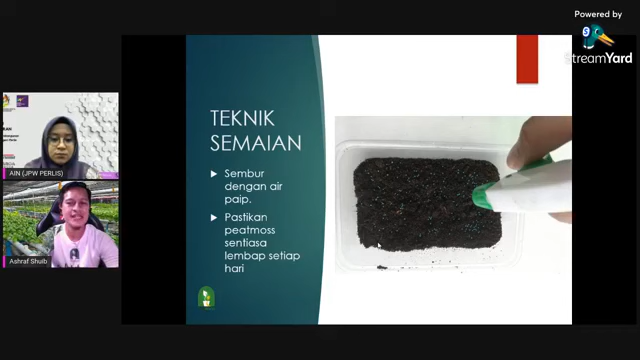 Powered by
StreamYard
TEKNIK
SEMAIAN
Sembur
dengan air
paip.
Pastikan
peatmoss
sentiasa
lembap setiap
hari
AIN (JPW PERLIS)
Ashraf Shuib